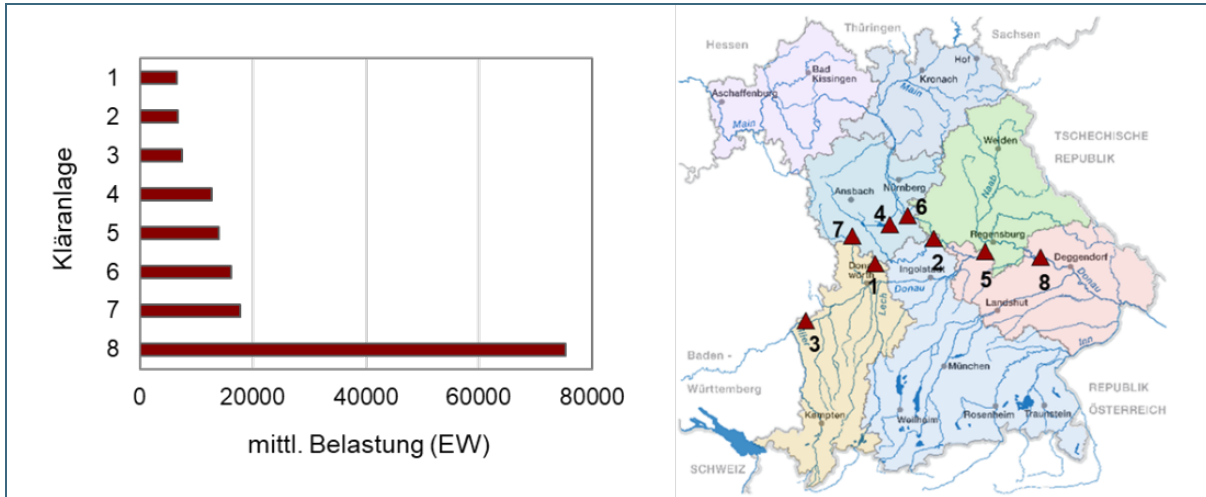 Kläranlage
1
2
3
4
5
6
7
8
0 20000 40000 60000 80000
mittl. Belastung (EW)
Thüringen
Sachsen
Hessen
Hof
Bad
Kissingen
Kronach
Aschaffenburg
Main
Main
Weiden
TSCHECHISCHE
REPUBLIK
Naab
Nürnberg
Ansbach
6
4
7
Regensburg
2
5
8
Deggendorf
Donau
Donau-
wörth
1
Ingolstadt
Donau
Lech
Landshut
3
Iller
Inn
Baden -
Württemberg
München
REPUBLIK
ÖSTERREICH
Kempten
Weilheim
Rosenheim
Traunstein
SCHWEIZ